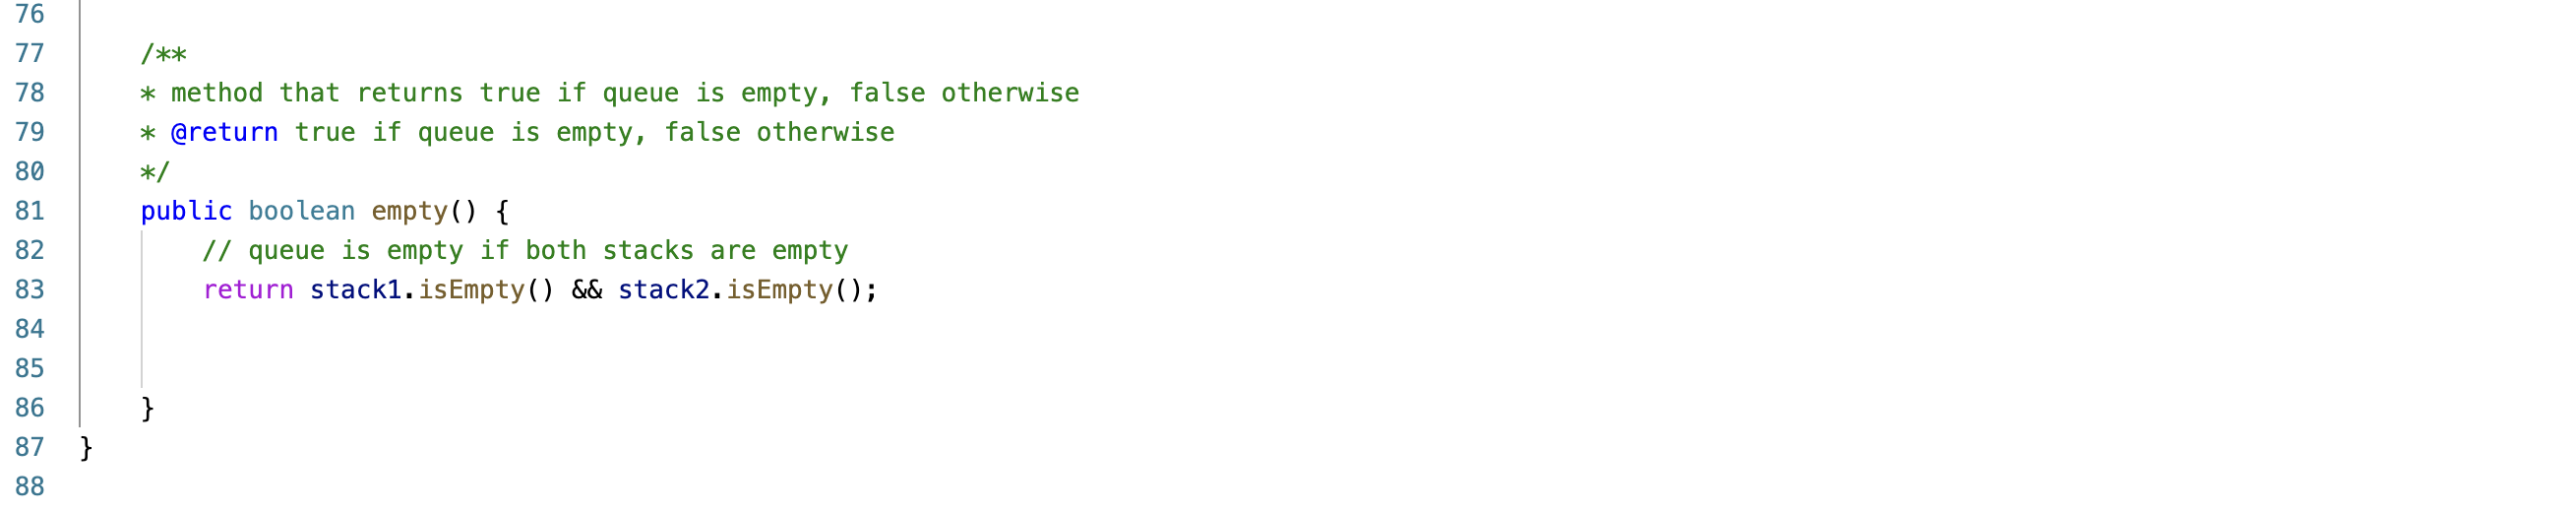 76
77 /**
78 * method that returns true if queue is empty, false otherwise
79 * @return true if queue is empty, false otherwise
80 */
81 public boolean empty() {
82 // queue is empty if both stacks are empty
83 return stack1.isEmpty() && stack2.isEmpty();
84
85
86 }
87 }
88